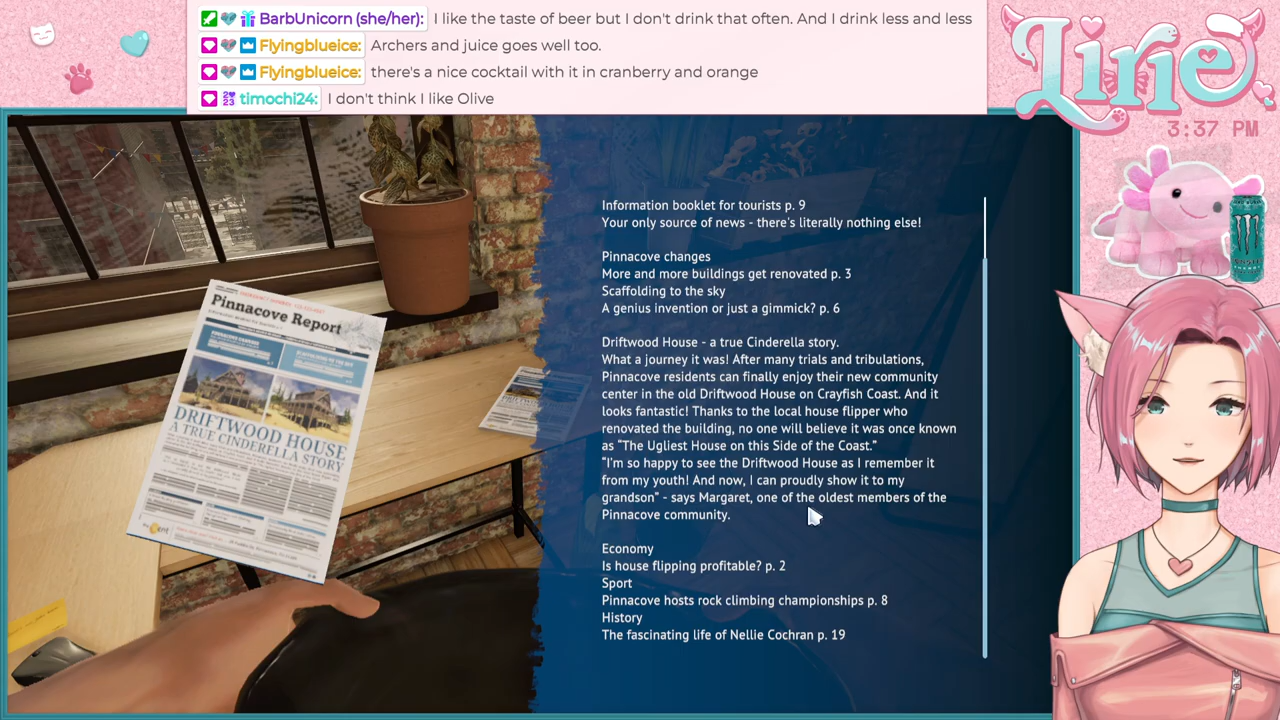 BarbUnicorn (she/her): I like the taste of beer but I don't drink that often. And I drink less and less
Flyingblueice: Archers and juice goes well too.
Flyingblueice: there's a nice cocktail with it in cranberry and orange
timochi24: I don't think I like Olive
Lirie
3:37 PM
Information booklet for tourists p. 9
Your only source of news - there's literally nothing else!
Pinnacove changes
More and more buildings get renovated p. 3
Scaffolding to the sky
A genius invention or just a gimmick? p. 6
Driftwood House - a true Cinderella story.
What a journey it was! After many trials and tribulations,
Pinnacove residents can finally enjoy their new community
center in the old Driftwood House on Crayfish Coast. And it
looks fantastic! Thanks to the local house flipper who
renovated the building, no one will believe it was once known
as “The Ugliest House on this Side of the Coast.”
“I'm so happy to see the Driftwood House as I remember it
from my youth! And now, I can proudly show it to my
grandson” - says Margaret, one of the oldest members of the
Pinnacove community.
Economy
Is house flipping profitable? p. 2
Sport
Pinnacove hosts rock climbing championships p. 8
History
The fascinating life of Nellie Cochran p. 19
Pinnacove Report
DRIFTWOOD HOUSE
A TRUE CINDERELLA STORY